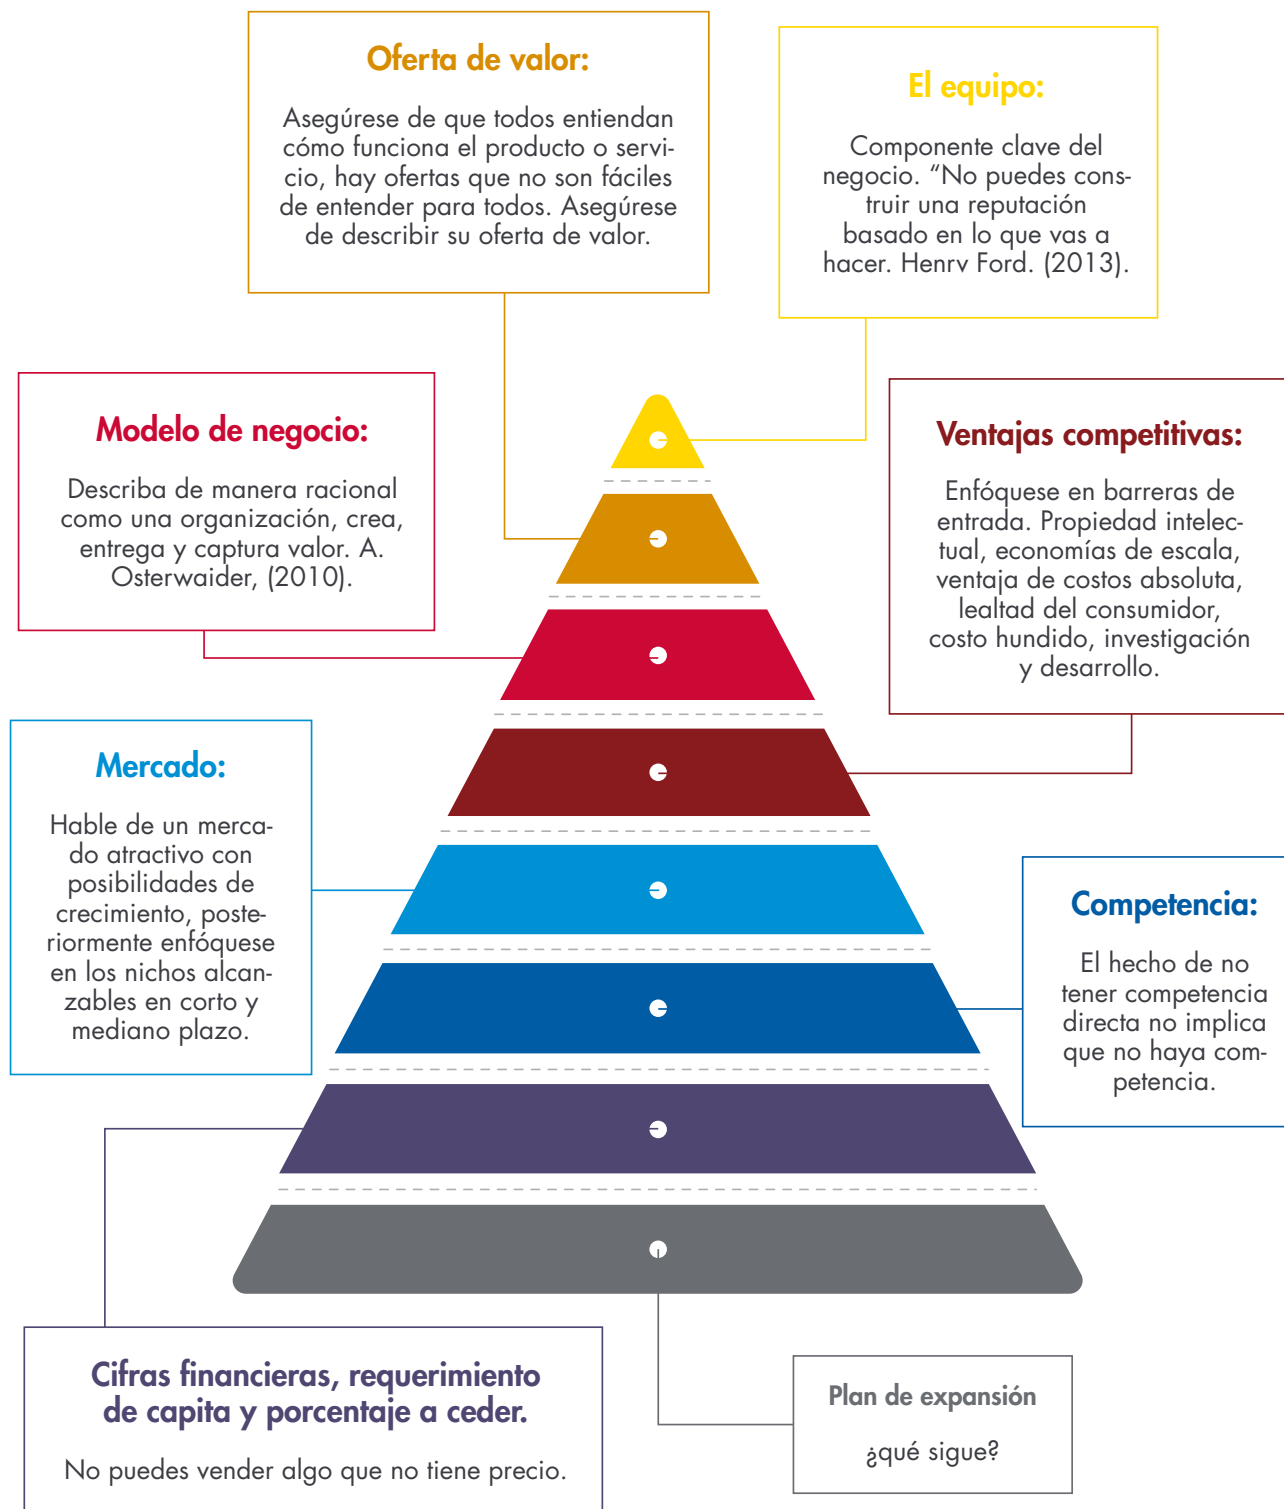 Oferta de valor:
Asegúrese de que todos entiendan
cómo funciona el producto o servi-
cio, hay ofertas que no son fáciles
de entender para todos. Asegúrese
de describir su oferta de valor.
El equipo:
Componente clave del
negocio. “No puedes cons-
truir una reputación
basado en lo que vas a
hacer. Henrv Ford. (2013).
Modelo de negocio:
Describa de manera racional
como una organización, crea,
entrega y captura valor. A.
Osterwaider, (2010).
Ventajas competitivas:
Enfóquese en barreras de
entrada. Propiedad intelec-
tual, economías de escala,
ventaja de costos absoluta,
lealtad del consumidor,
costo hundido, investigación
y desarrollo.
Mercado:
Hable de un merca-
do atractivo con
posibilidades de
crecimiento, poste-
riormente enfóquese
en los nichos alcan-
zables en corto y
mediano plazo.
Competencia:
El hecho de no
tener competencia
directa no implica
que no haya com-
petencia.
Cifras financieras, requerimiento
de capita y porcentaje a ceder.
No puedes vender algo que no tiene precio.
Plan de expansión
¿qué sigue?